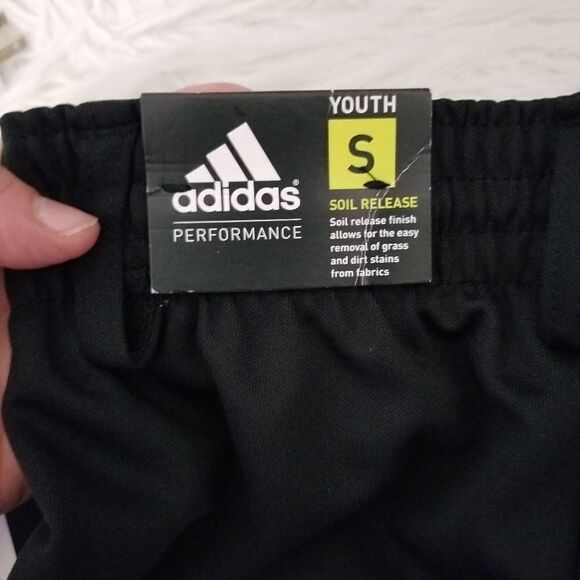 adidas®
PERFORMANCE
YOUTH
S
SOIL RELEASE
Soil release finish
allows for the easy
removal of grass
and dirt stains
from fabrics